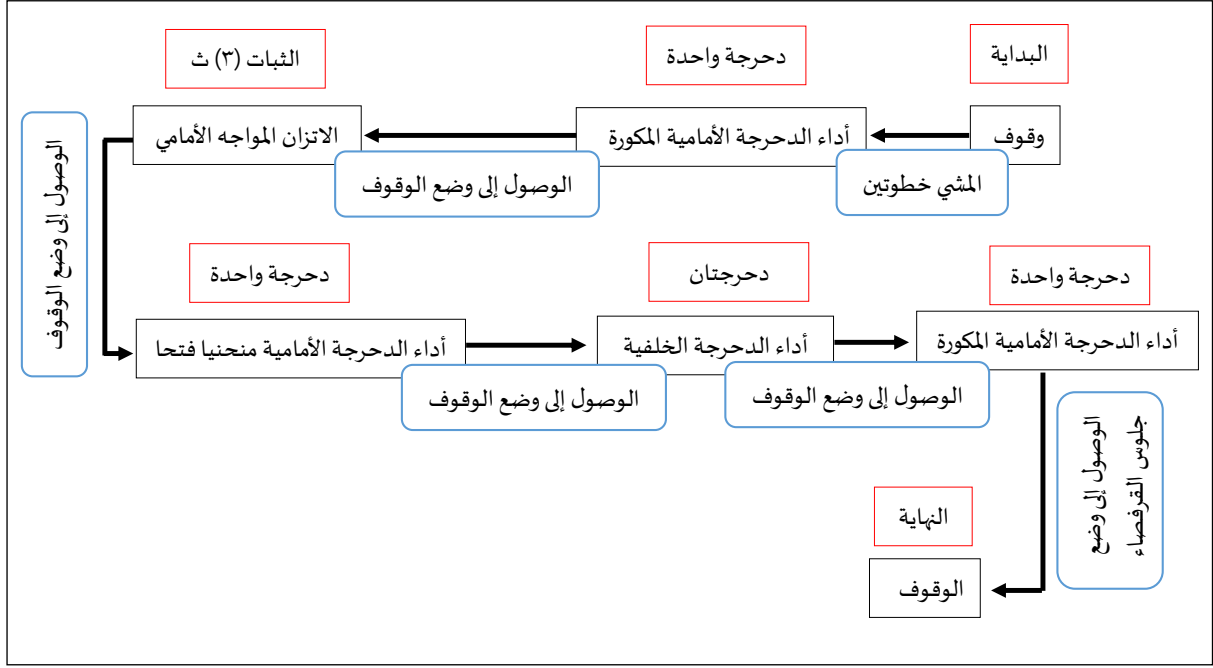 البداية
دحرجة واحدة
الثبات (٣) ث
وقوف
أداء الدحرجة الأمامية المكورة
الاتزان المواجه الأمامي
المشي خطوتين
الوصول إلى وضع الوقوف
الوصول إلى وضع الوقوف
دحرجة واحدة
دحرجتان
دحرجة واحدة
أداء الدحرجة الأمامية منحنيا فتحا
أداء الدحرجة الخلفية
أداء الدحرجة الأمامية المكورة
الوصول إلى وضع الوقوف
الوصول إلى وضع الوقوف
الوصول إلى وضع
جلوس القرفصاء
النهاية
الوقوف